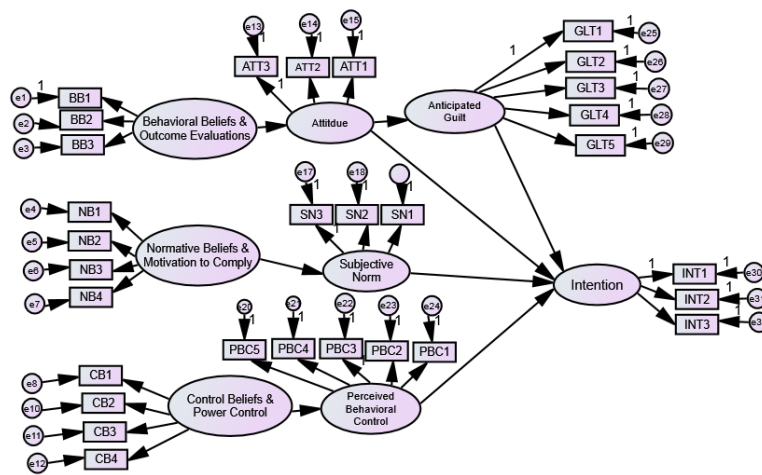 e13
e14
e15
1
1
1
ATT3
ATT2
ATT1
1
e1
1
BB1
e2
BB2
e3
BB3
Behavioral Beliefs &
Outcome Evaluations
Attitdue
Anticipated
Guilt
1
GLT1
1
e25
GLT2
1
e26
GLT3
1
e27
GLT4
1
e28
GLT5
1
e29
e17
e18
1
1
1
SN3
SN2
SN1
e4
NB1
e5
NB2
e6
NB3
e7
NB4
Normative Beliefs &
Motivation to Comply
Subjective
Norm
Intention
1
INT1
1
e30
INT2
1
e31
INT3
1
e3
e20
e21
e22
e23
e24
1
1
1
1
1
PBC5
PBC4
PBC3
PBC2
PBC1
e8
CB1
e10
CB2
e11
CB3
e12
CB4
Control Beliefs &
Power Control
Perceived
Behavioral
Control